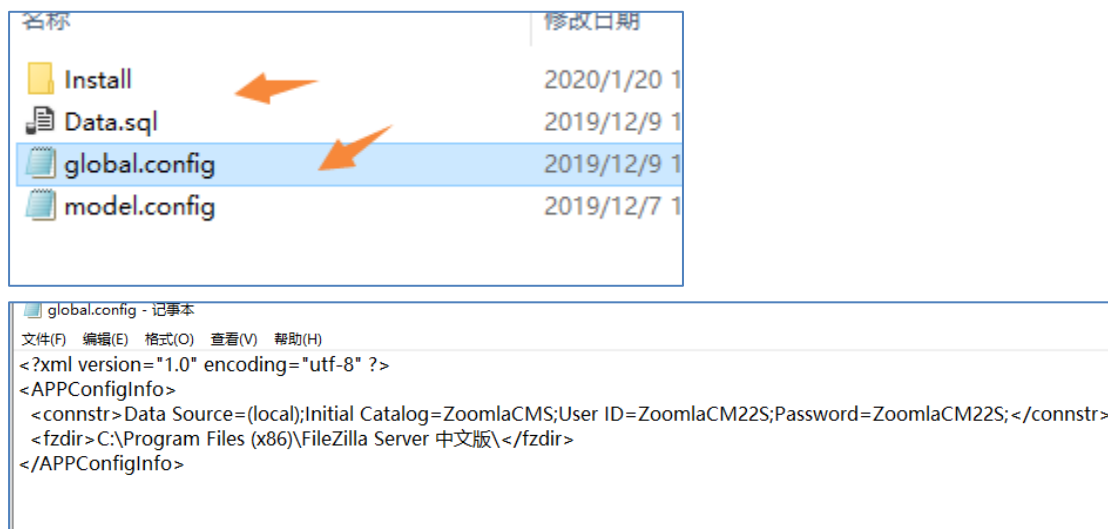 名称 修改日期
Install 2020/1/20 1
Data.sql 2019/12/9 1
global.config 2019/12/9 1
model.config 2019/12/7 1
global.config - 记事本
文件(F) 编辑(E) 格式(O) 查看(V) 帮助(H)
<?xml version="1.0" encoding="utf-8" ?>
<APPConfigInfo>
<connstr>Data Source=(local);Initial Catalog=ZoomlaCMS;User ID=ZoomlaCM22S;Password=ZoomlaCM22S;</connstr>
<fzdir>C:\Program Files (x86)\FileZilla Server 中文版\</fzdir>
</APPConfigInfo>